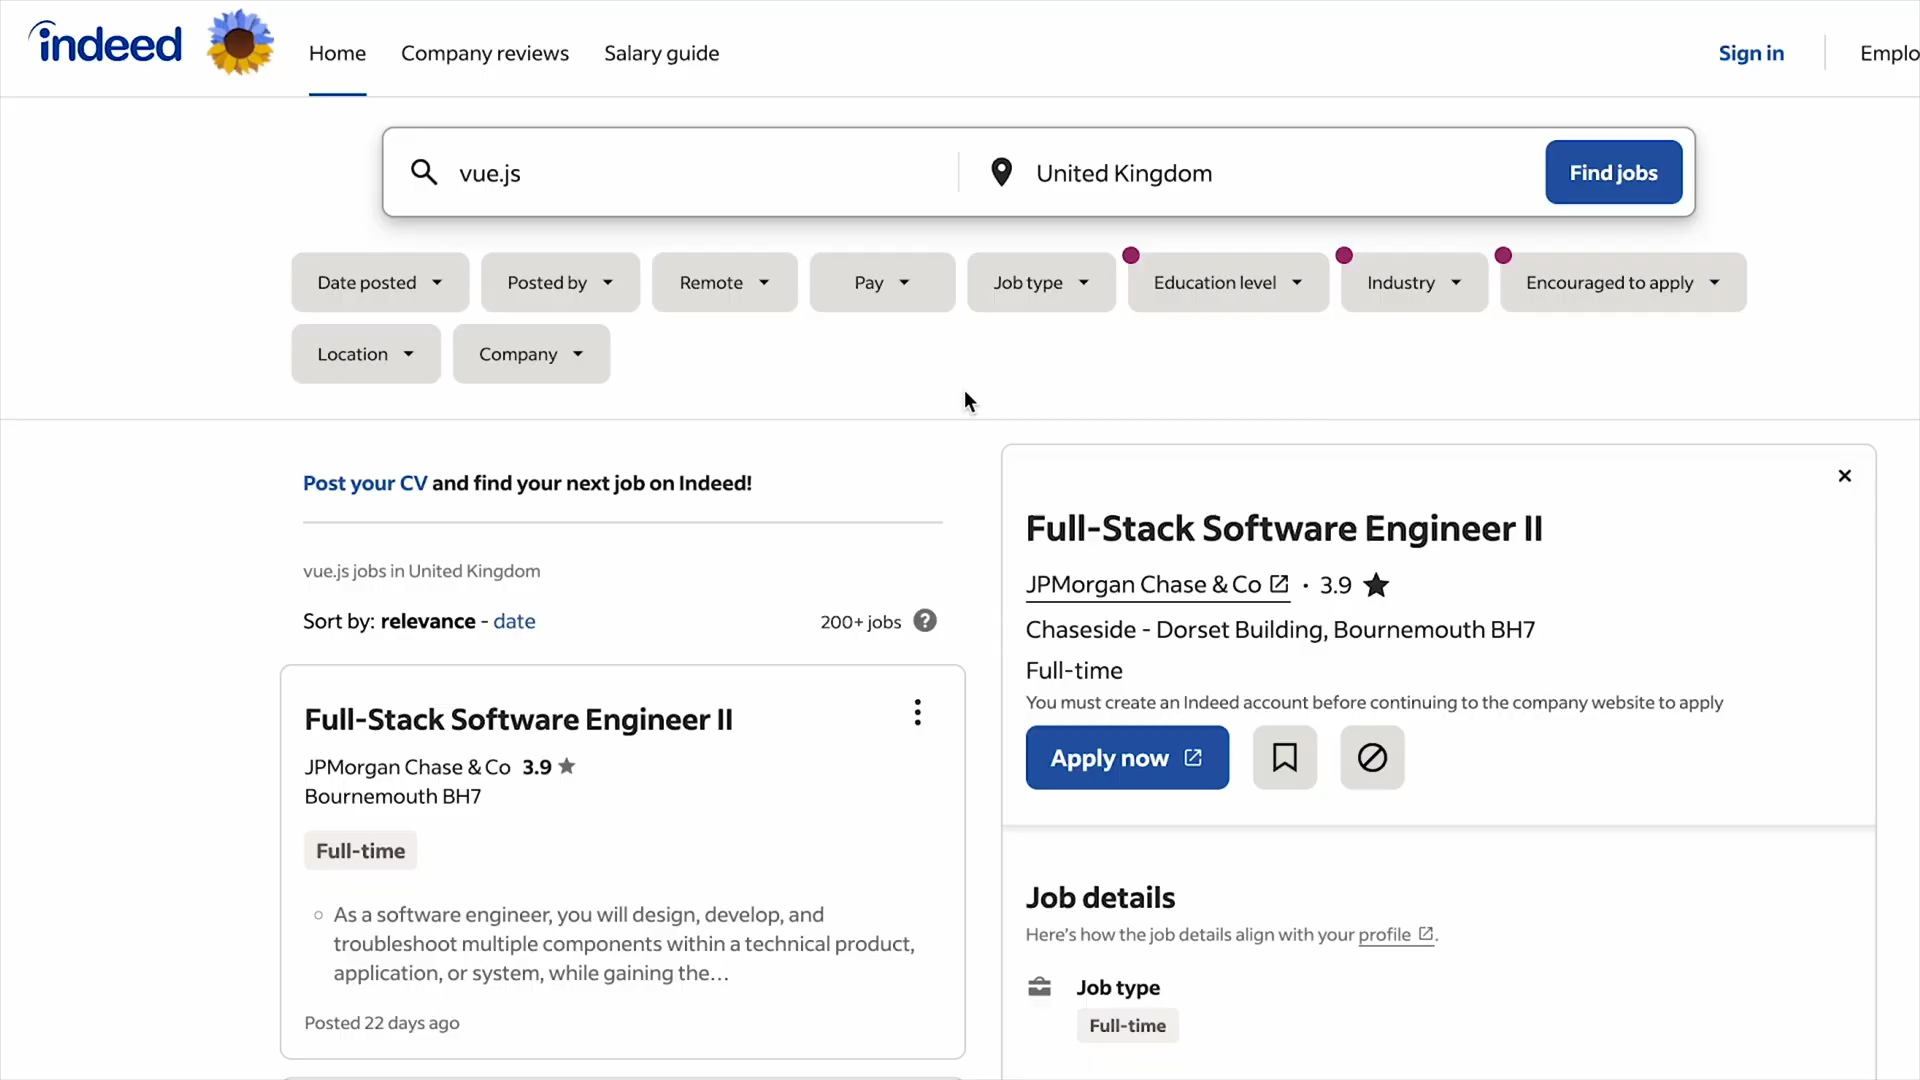 indeed
Home
Company reviews
Salary guide
Sign in
Emplo
vue.js
United Kingdom
Find jobs
Date posted
Posted by
Remote
Pay
Job type
Education level
Industry
Encouraged to apply
Location
Company
Post your CV and find your next job on Indeed!
vue.js jobs in United Kingdom
Sort by: relevance - date
200+ jobs
Full-Stack Software Engineer II
JPMorgan Chase & Co 3.9
Bournemouth BH7
Full-time
As a software engineer, you will design, develop, and
troubleshoot multiple components within a technical product,
application, or system, while gaining the…
Posted 22 days ago
Full-Stack Software Engineer II
JPMorgan Chase & Co · 3.9
Chaseside - Dorset Building, Bournemouth BH7
Full-time
You must create an Indeed account before continuing to the company website to apply
Apply now
Job details
Here's how the job details align with your profile.
Job type
Full-time